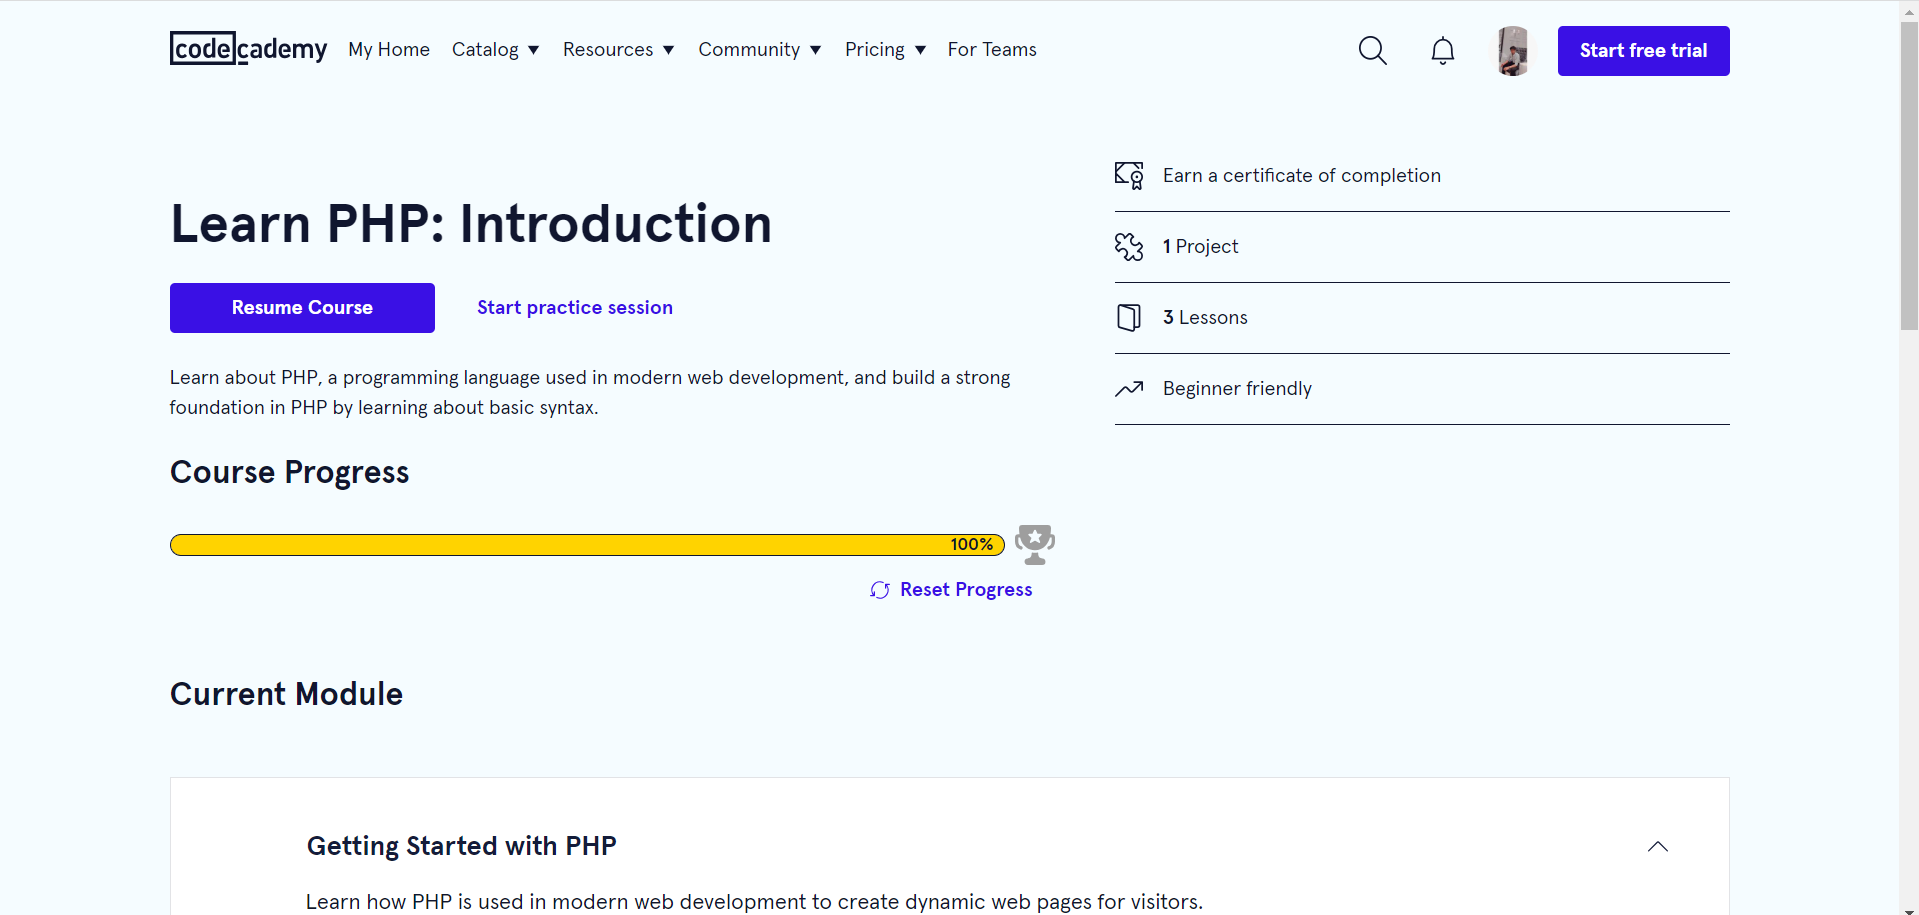 codecademy My Home Catalog Resources Community Pricing For Teams Start free trial
Learn PHP: Introduction
Resume Course Start practice session
Learn about PHP, a programming language used in modern web development, and build a strong
foundation in PHP by learning about basic syntax.
Earn a certificate of completion
1 Project
3 Lessons
Beginner friendly
Course Progress
100%
Reset Progress
Current Module
Getting Started with PHP
Learn how PHP is used in modern web development to create dynamic web pages for visitors.